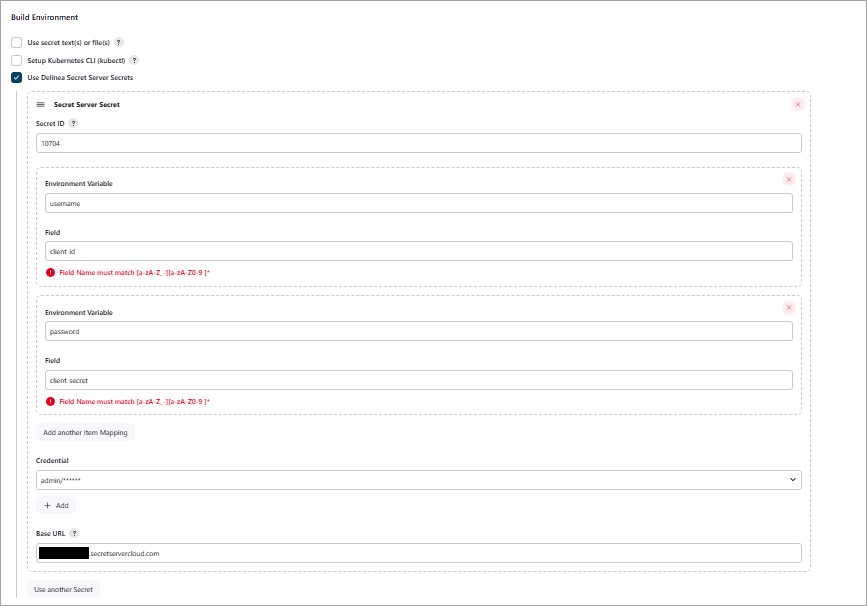 Build Environment
Use secret text(s) or file(s) ?
Setup Kubernetes CLI (kubectl) ?
Use Delinea Secret Server Secrets
Secret Server Secret
Secret ID ?
10704
Environment Variable
username
Field
client-id
Field Name must match [a-zA-Z_-][a-zA-Z0-9 ]*
Environment Variable
password
Field
client-secret
Field Name must match [a-zA-Z_-][a-zA-Z0-9 ]*
Add another Item Mapping
Credential
admin/******
+ Add
Base URL ?
.secretservercloud.com
Use another Secret